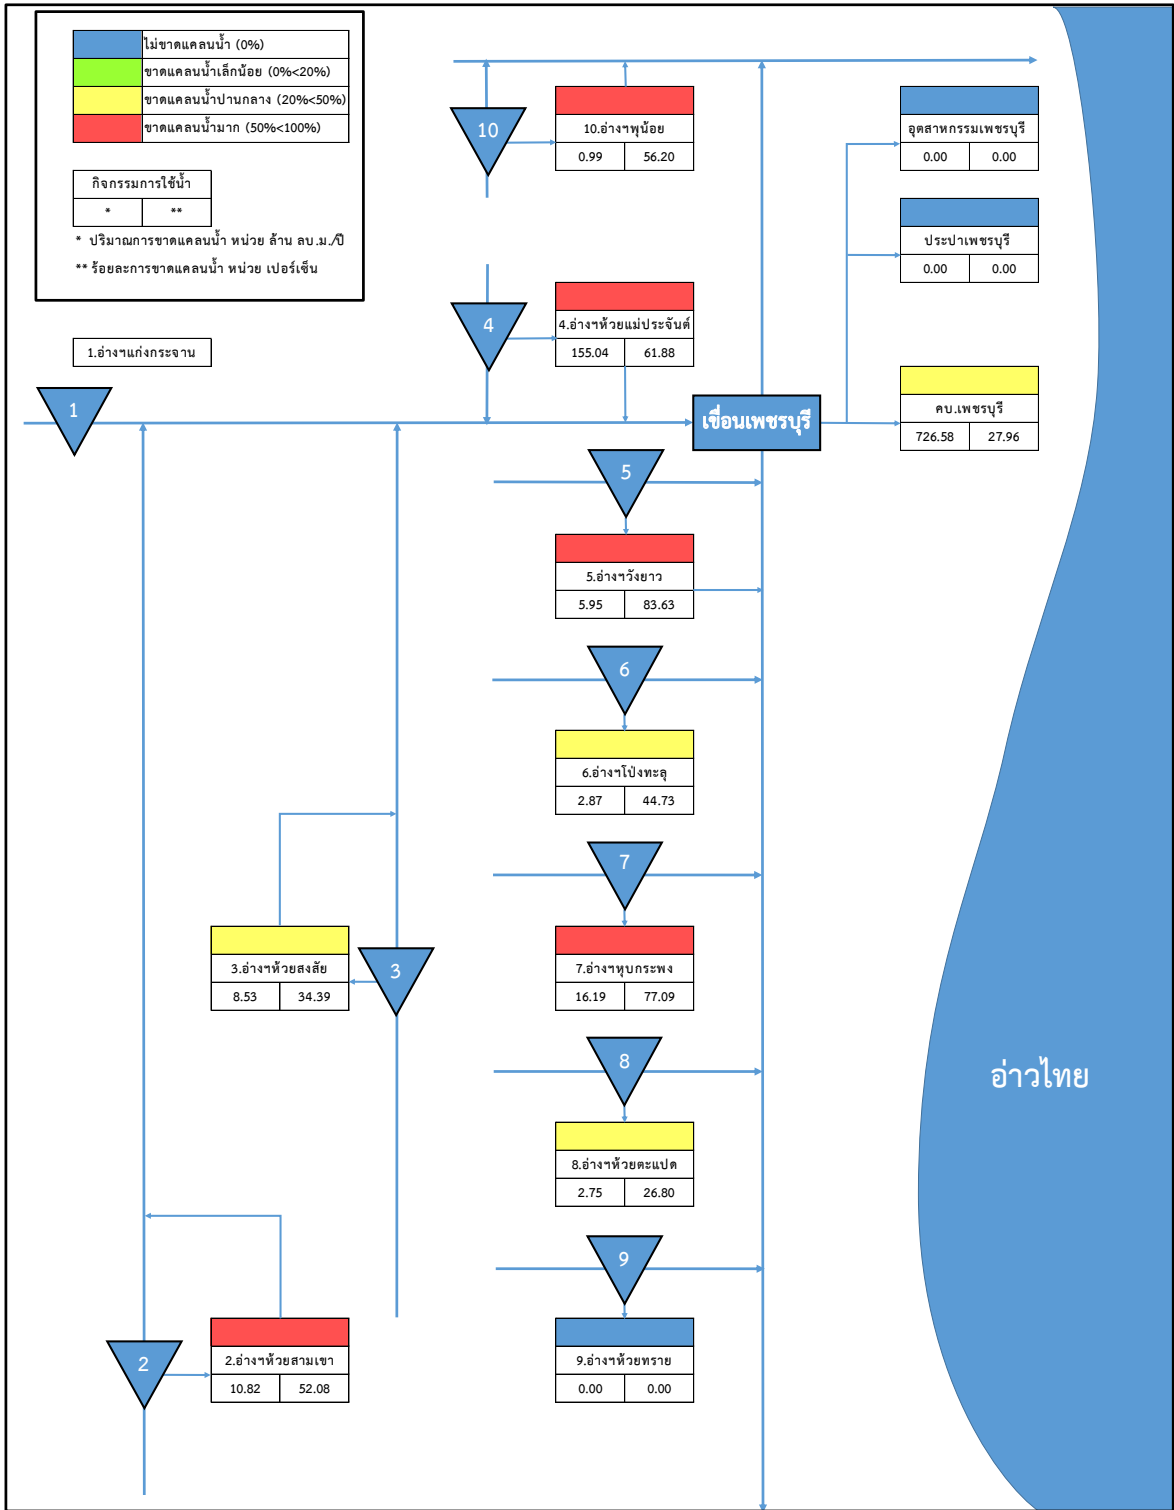 ไม่ขาดแคลนน้ำ (0%)
ขาดแคลนน้ำเล็กน้อย (0%<20%)
ขาดแคลนน้ำปานกลาง (20%<50%)
ขาดแคลนน้ำมาก (50%<100%)
กิจกรรมการใช้น้ำ
* **
* ปริมาณการขาดแคลนน้ำ หน่วย ล้าน ลบ.ม./ปี
** ร้อยละการขาดแคลนน้ำ หน่วย เปอร์เซ็น
10
10.อ่างฯพุน้อย
0.99 56.20
อุตสาหกรรมเพชรบุรี
0.00 0.00
ประปาเพชรบุรี
0.00 0.00
4
4.อ่างฯห้วยแม่ประจันต์
155.04 61.88
1.อ่างฯแก่งกระจาน
1
เขื่อนเพชรบุรี
คบ.เพชรบุรี
726.58 27.96
5
5.อ่างฯวังยาว
5.95 83.63
6
6.อ่างฯโป่งทะลุ
2.87 44.73
7
7.อ่างฯหุบกระพง
16.19 77.09
3
3.อ่างฯห้วยสงสัย
8.53 34.39
8
8.อ่างฯห้วยตะแปด
2.75 26.80
อ่าวไทย
9
9.อ่างฯห้วยทราย
0.00 0.00
2
2.อ่างฯห้วยสามเขา
10.82 52.08